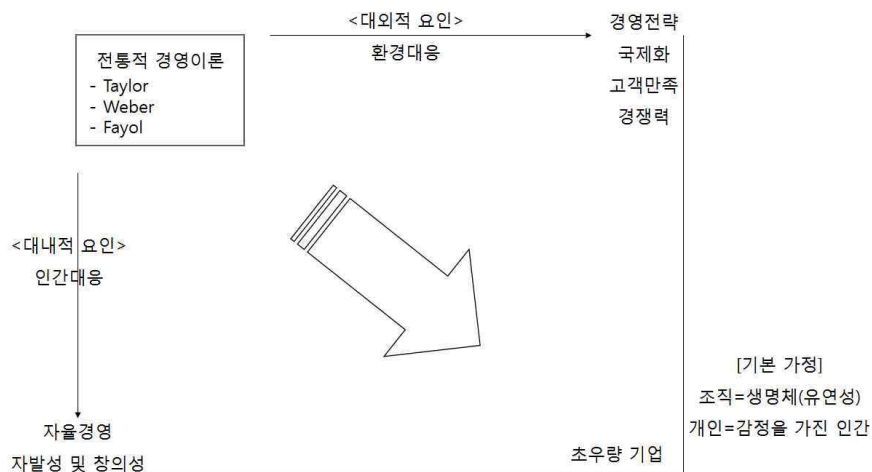 <대외적 요인>
환경대응
경영전략
국제화
고객만족
경쟁력
전통적 경영이론
- Taylor
- Weber
- Fayol
<대내적 요인>
인간대응
자율경영
자발성 및 창의성
초우량 기업
[기본 가정]
조직=생명체(유연성)
개인=감정을 가진 인간